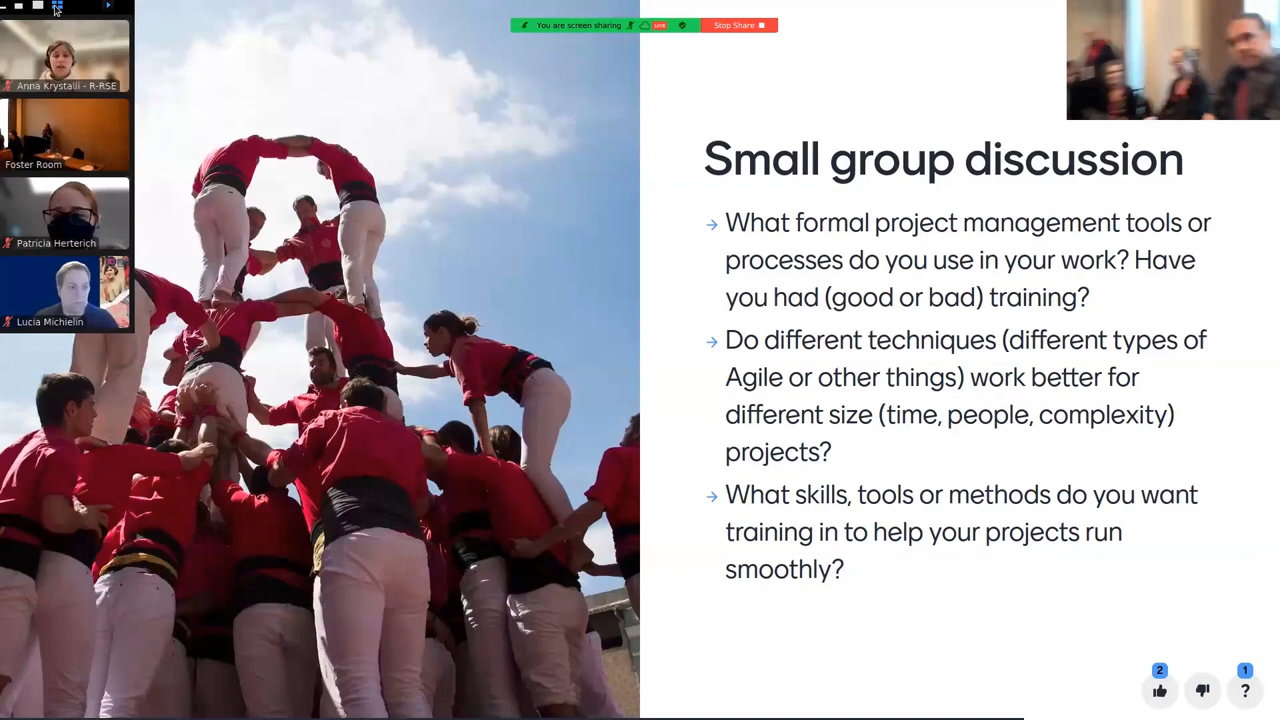 You are screen sharing
LIVE
Stop Share
Anna Krystalli - R-RSE
Foster Room
Patricia Herterich
Lucia Michielin
Small group discussion
→ What formal project management tools or
processes do you use in your work? Have
you had (good or bad) training?
→ Do different techniques (different types of
Agile or other things) work better for
different size (time, people, complexity)
projects?
→ What skills, tools or methods do you want
training in to help your projects run
smoothly?
2
1
?